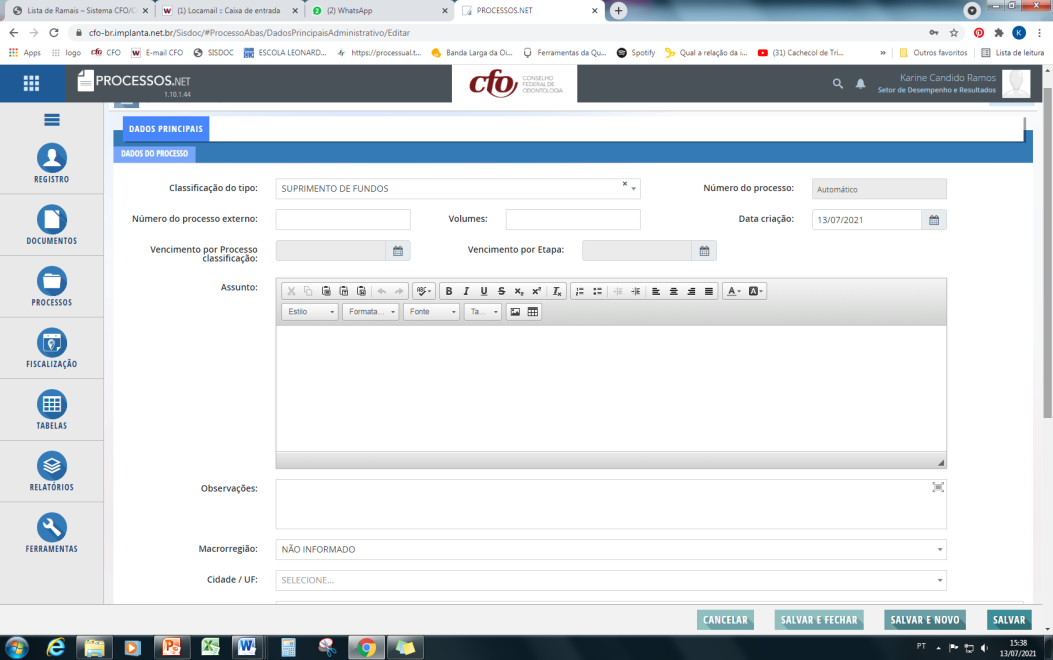 Lista de Ramais – Sistema CFO/C
(1) Locamail :: Caixa de entrada
(2) WhatsApp
PROCESSOS.NET
cfo-br.implanta.net.br/Sisdoc/#ProcessoAbas/DadosPrincipaisAdministrativo/Editar
Apps
logo
CFO
E-mail CFO
SISDOC
ESCOLA LEONARD...
https://processual.t...
Banda Larga da Oi...
Ferramentas da Qu...
Spotify
Qual a relação da i...
(31) Cachecol de Tri...
»
Outros favoritos
Lista de leitura
PROCESSOS.NET
1.10.1.44
cfo
CONSELHO
FEDERAL DE
ODONTOLOGIA
Karine Candido Ramos
Setor de Desempenho e Resultados
REGISTRO
DOCUMENTOS
PROCESSOS
FISCALIZAÇÃO
TABELAS
RELATÓRIOS
FERRAMENTAS
DADOS PRINCIPAIS
DADOS DO PROCESSO
Classificação do tipo:
SUPRIMENTO DE FUNDOS
Número do processo:
Automático
Número do processo externo:
Volumes:
Data criação:
13/07/2021
Vencimento por Processo
classificação:
Vencimento por Etapa:
Assunto:
B I U S x₂ x² Ix
Estilo
Formata...
Fonte
Ta...
Observações:
Macrorregião:
NÃO INFORMADO
Cidade / UF:
SELECIONE...
CANCELAR
SALVAR E FECHAR
SALVAR E NOVO
SALVAR
PT
15:38
13/07/2021